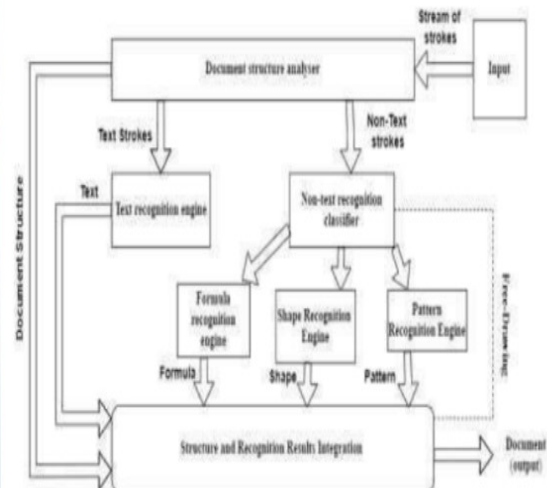 Stream of
strokes
Document structure analyser
Input
Text Strokes
Non-Text
strokes
Document Structure
Text
Text recognition engine
Non-text recognition
classifier
Free-Drawing
Formula
recognition
engine
Shape Recognition
Engine
Pattern
Recognition Engine
Formula
Shape
Pattern
Structure and Recognition Results Integration
Document
(output)